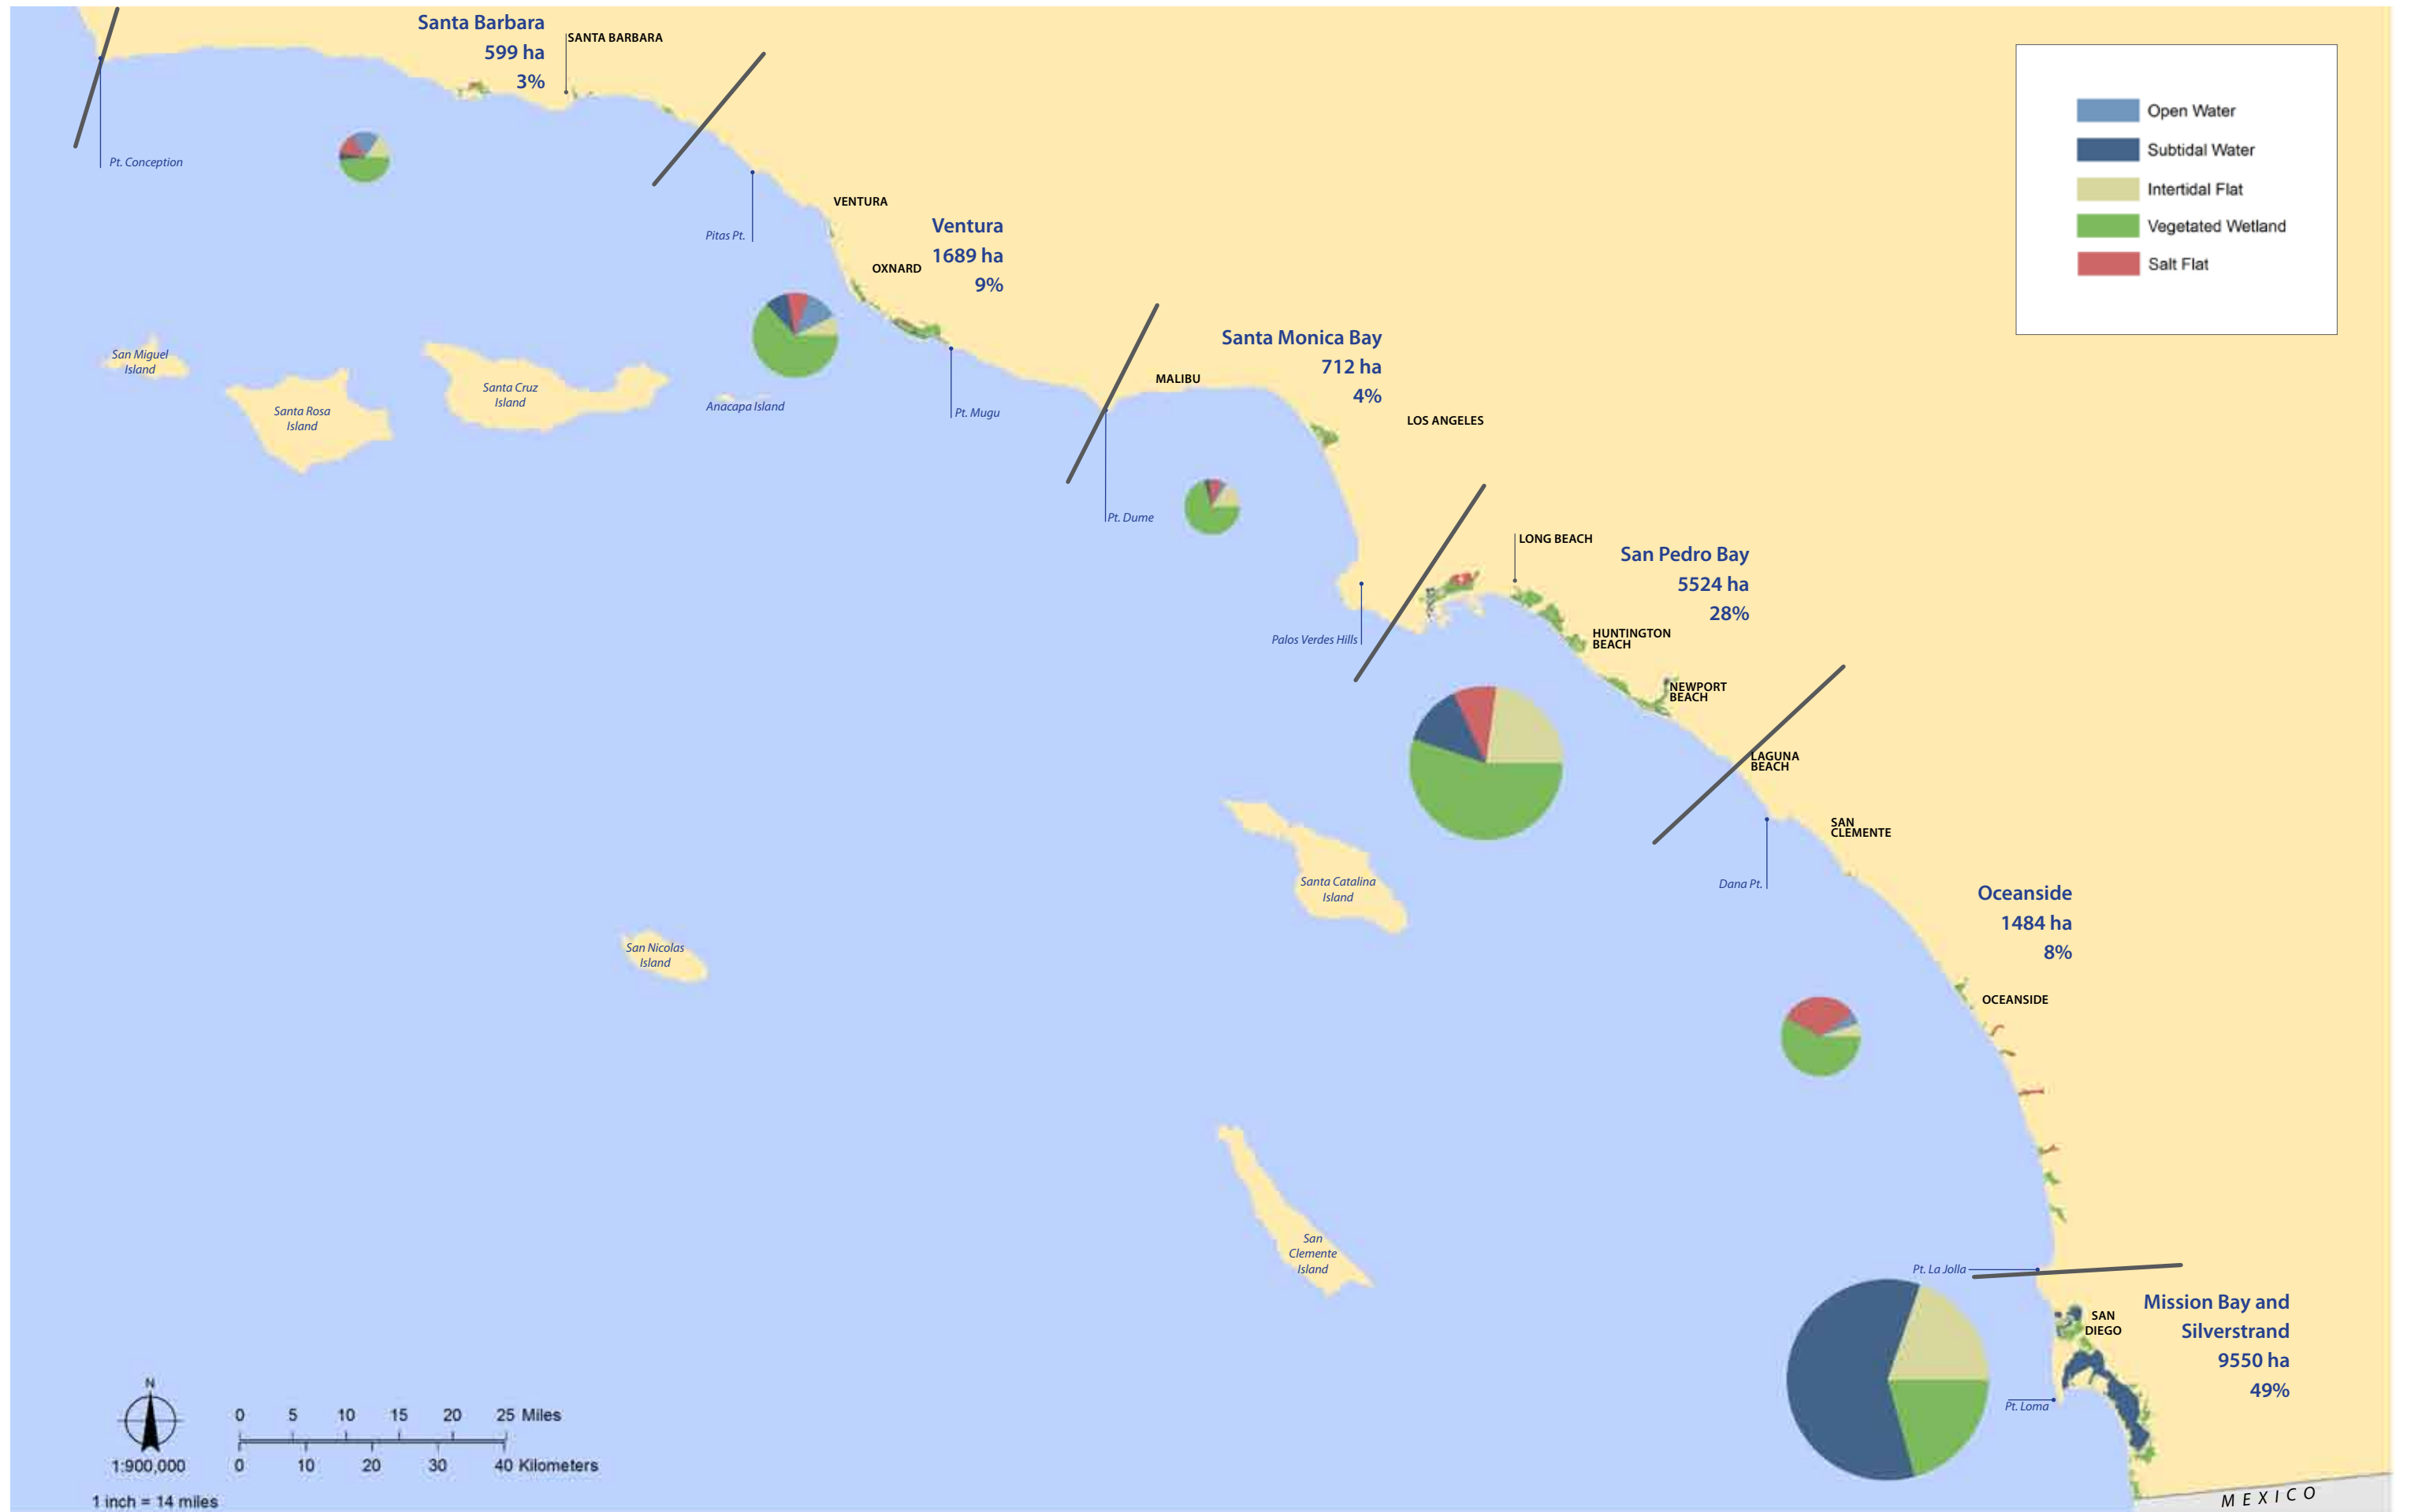 Santa Barbara
599 ha
3%
SANTA BARBARA
Pt. Conception
Open Water
Subtidal Water
Intertidal Flat
Vegetated Wetland
Salt Flat
Pitas Pt.
VENTURA
Ventura
1689 ha
9%
OXNARD
San Miguel
Island
Santa Rosa
Island
Santa Cruz
Island
Anacapa Island
Pt. Mugu
Santa Monica Bay
712 ha
4%
MALIBU
LOS ANGELES
Pt. Dume
LONG BEACH
San Pedro Bay
5524 ha
28%
Palos Verdes Hills
HUNTINGTON
BEACH
NEWPORT
BEACH
LAGUNA
BEACH
SAN
CLEMENTE
Dana Pt.
Santa Catalina
Island
San Nicolas
Island
Oceanside
1484 ha
8%
OCEANSIDE
San
Clemente
Island
Pt. La Jolla
Mission Bay and
Silverstrand
9550 ha
49%
SAN
DIEGO
Pt. Loma
N
1:900,000
1 inch = 14 miles
0 5 10 15 20 25 Miles
0 10 20 30 40 Kilometers
MEXICO